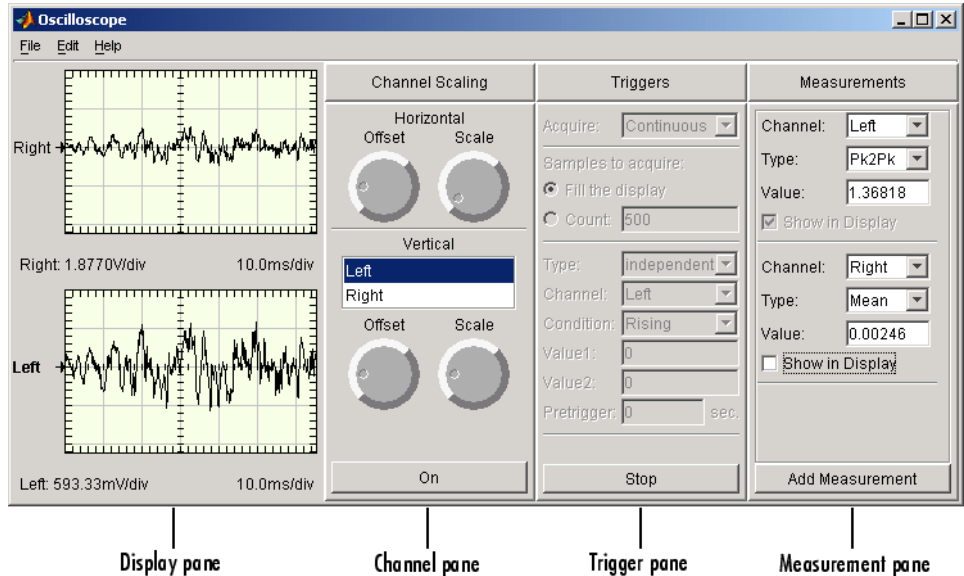 Oscilloscope
File Edit Help
Right
Right: 1.8770V/div 10.0ms/div
Left
Left: 593.33mV/div 10.0ms/div
Channel Scaling
Horizontal
Offset Scale
Vertical
Left
Right
Offset Scale
On
Triggers
Acquire: Continuous
Samples to acquire:
Fill the display
Count: 500
Type: independent
Channel: Left
Condition: Rising
Value1: 0
Value2: 0
Pretrigger: 0 sec.
Stop
Measurements
Channel: Left
Type: Pk2Pk
Value: 1.36818
Show in Display
Channel: Right
Type: Mean
Value: 0.00246
Show in Display
Add Measurement
Display pane Channel pane Trigger pane Measurement pane